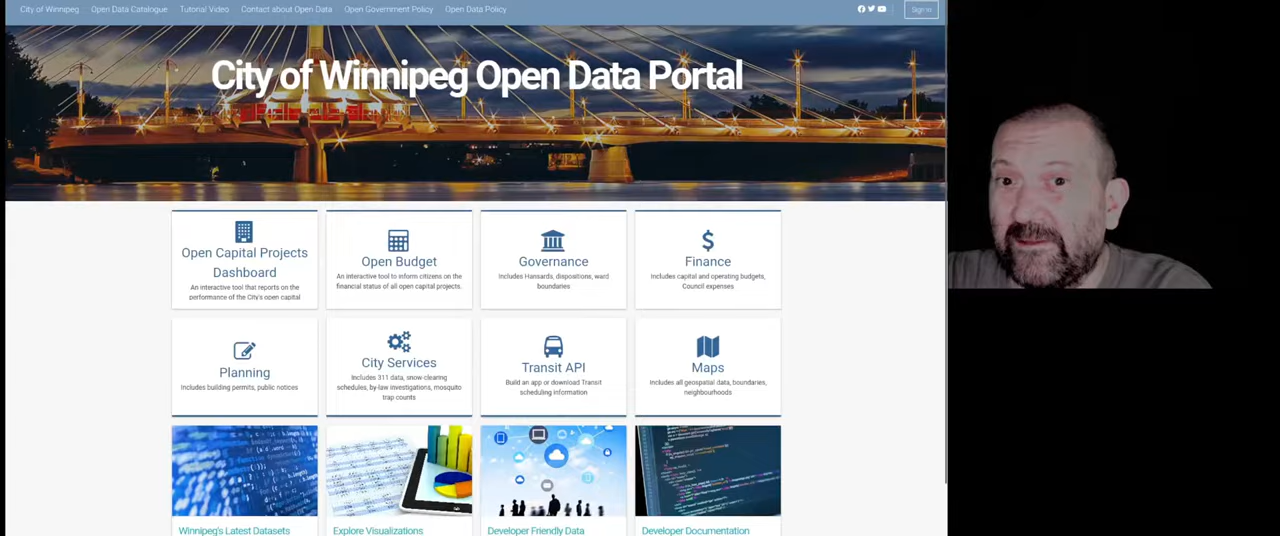 City of Winnipeg Open Data Catalogue Tutorial Video Contact about Open Data Open Government Policy Open Data Policy Sign In
City of Winnipeg Open Data Portal
Open Capital Projects
Dashboard
An interactive tool that reports on the
performance of the City's open capital
Open Budget
An interactive tool to inform citizens on the
financial status of all open capital projects.
Governance
Includes Hansards, dispositions, ward
boundaries
Finance
Includes capital and operating budgets,
Council expenses
Planning
Includes building permits, public notices
City Services
Includes 311 data, snow-clearing
schedules, by-law investigations, mosquito
trap counts
Transit API
Build an app or download Transit
scheduling information
Maps
Includes all geospatial data, boundaries,
neighbourhoods
Winnipeg's Latest Datasets
Explore Visualizations
Developer Friendly Data
Developer Documentation